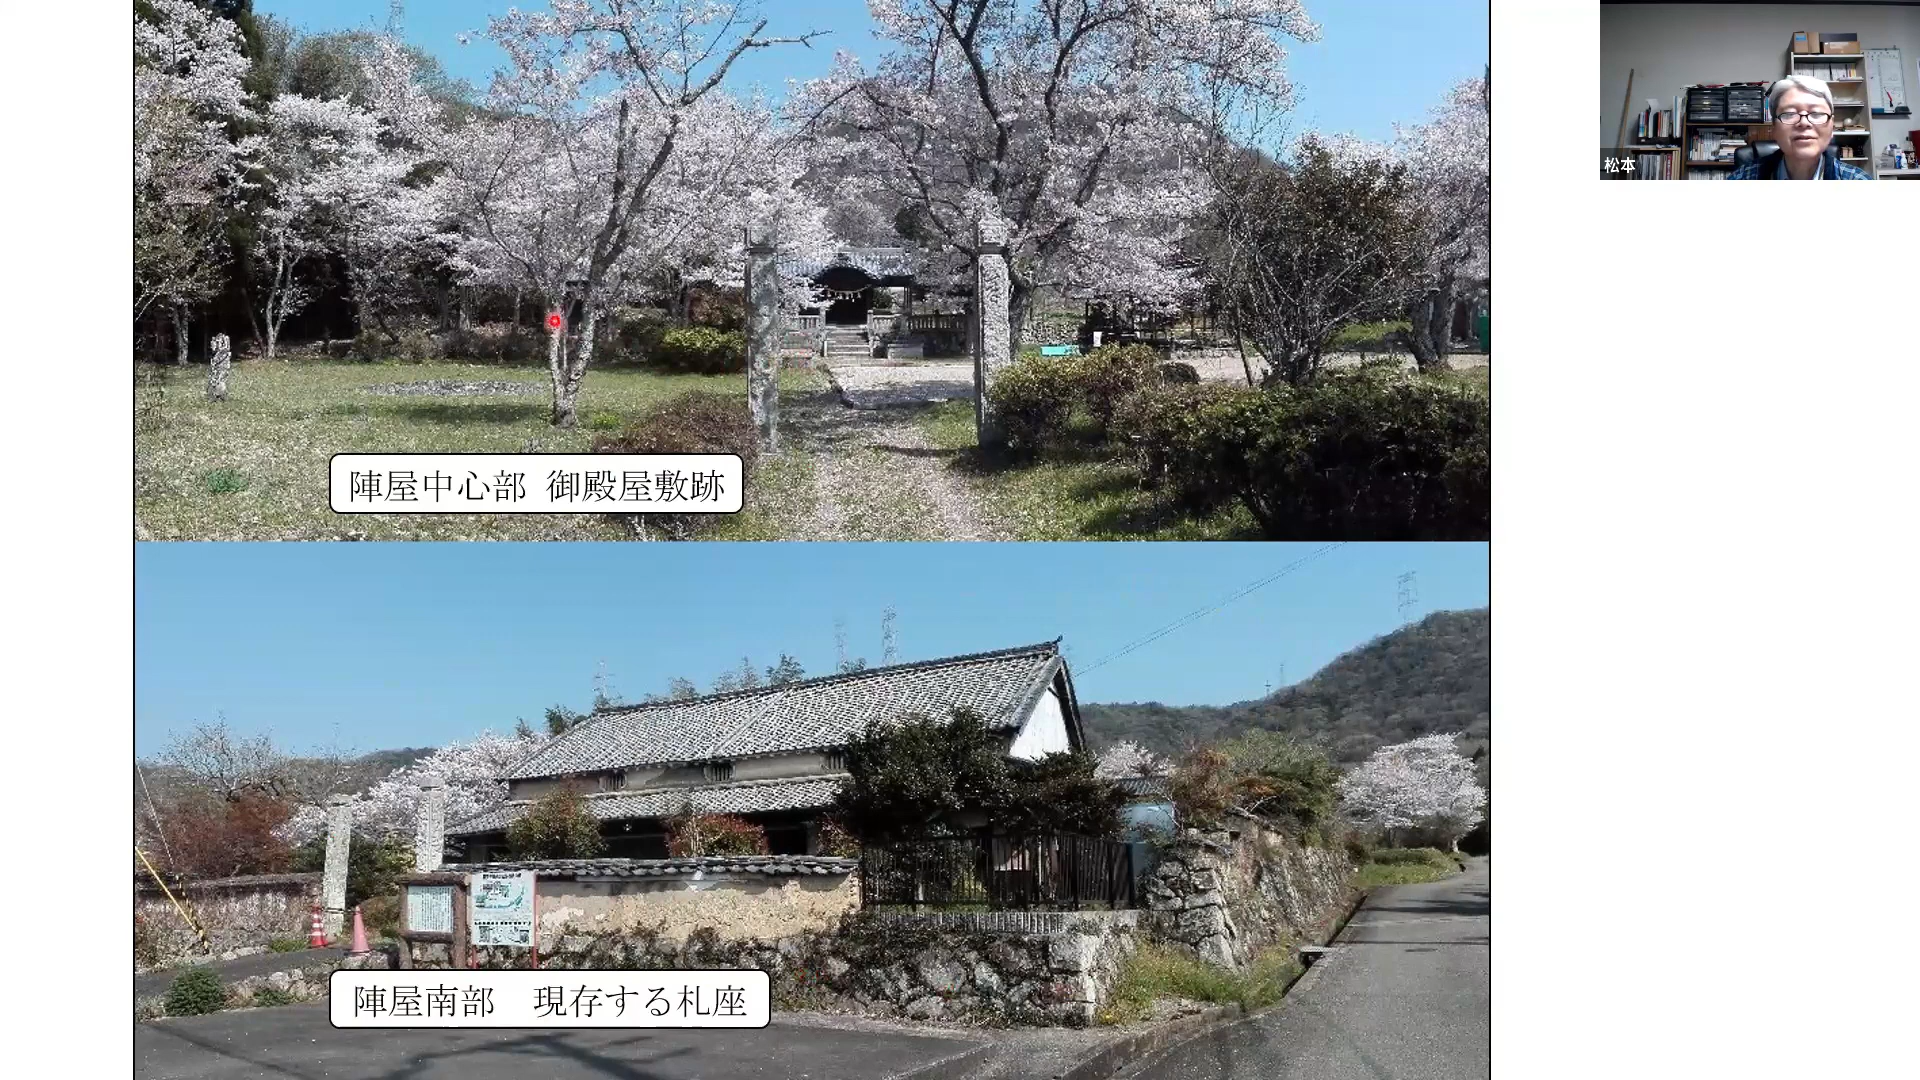 松本
陣屋中心部 御殿屋敷跡
陣屋南部　現存する札座